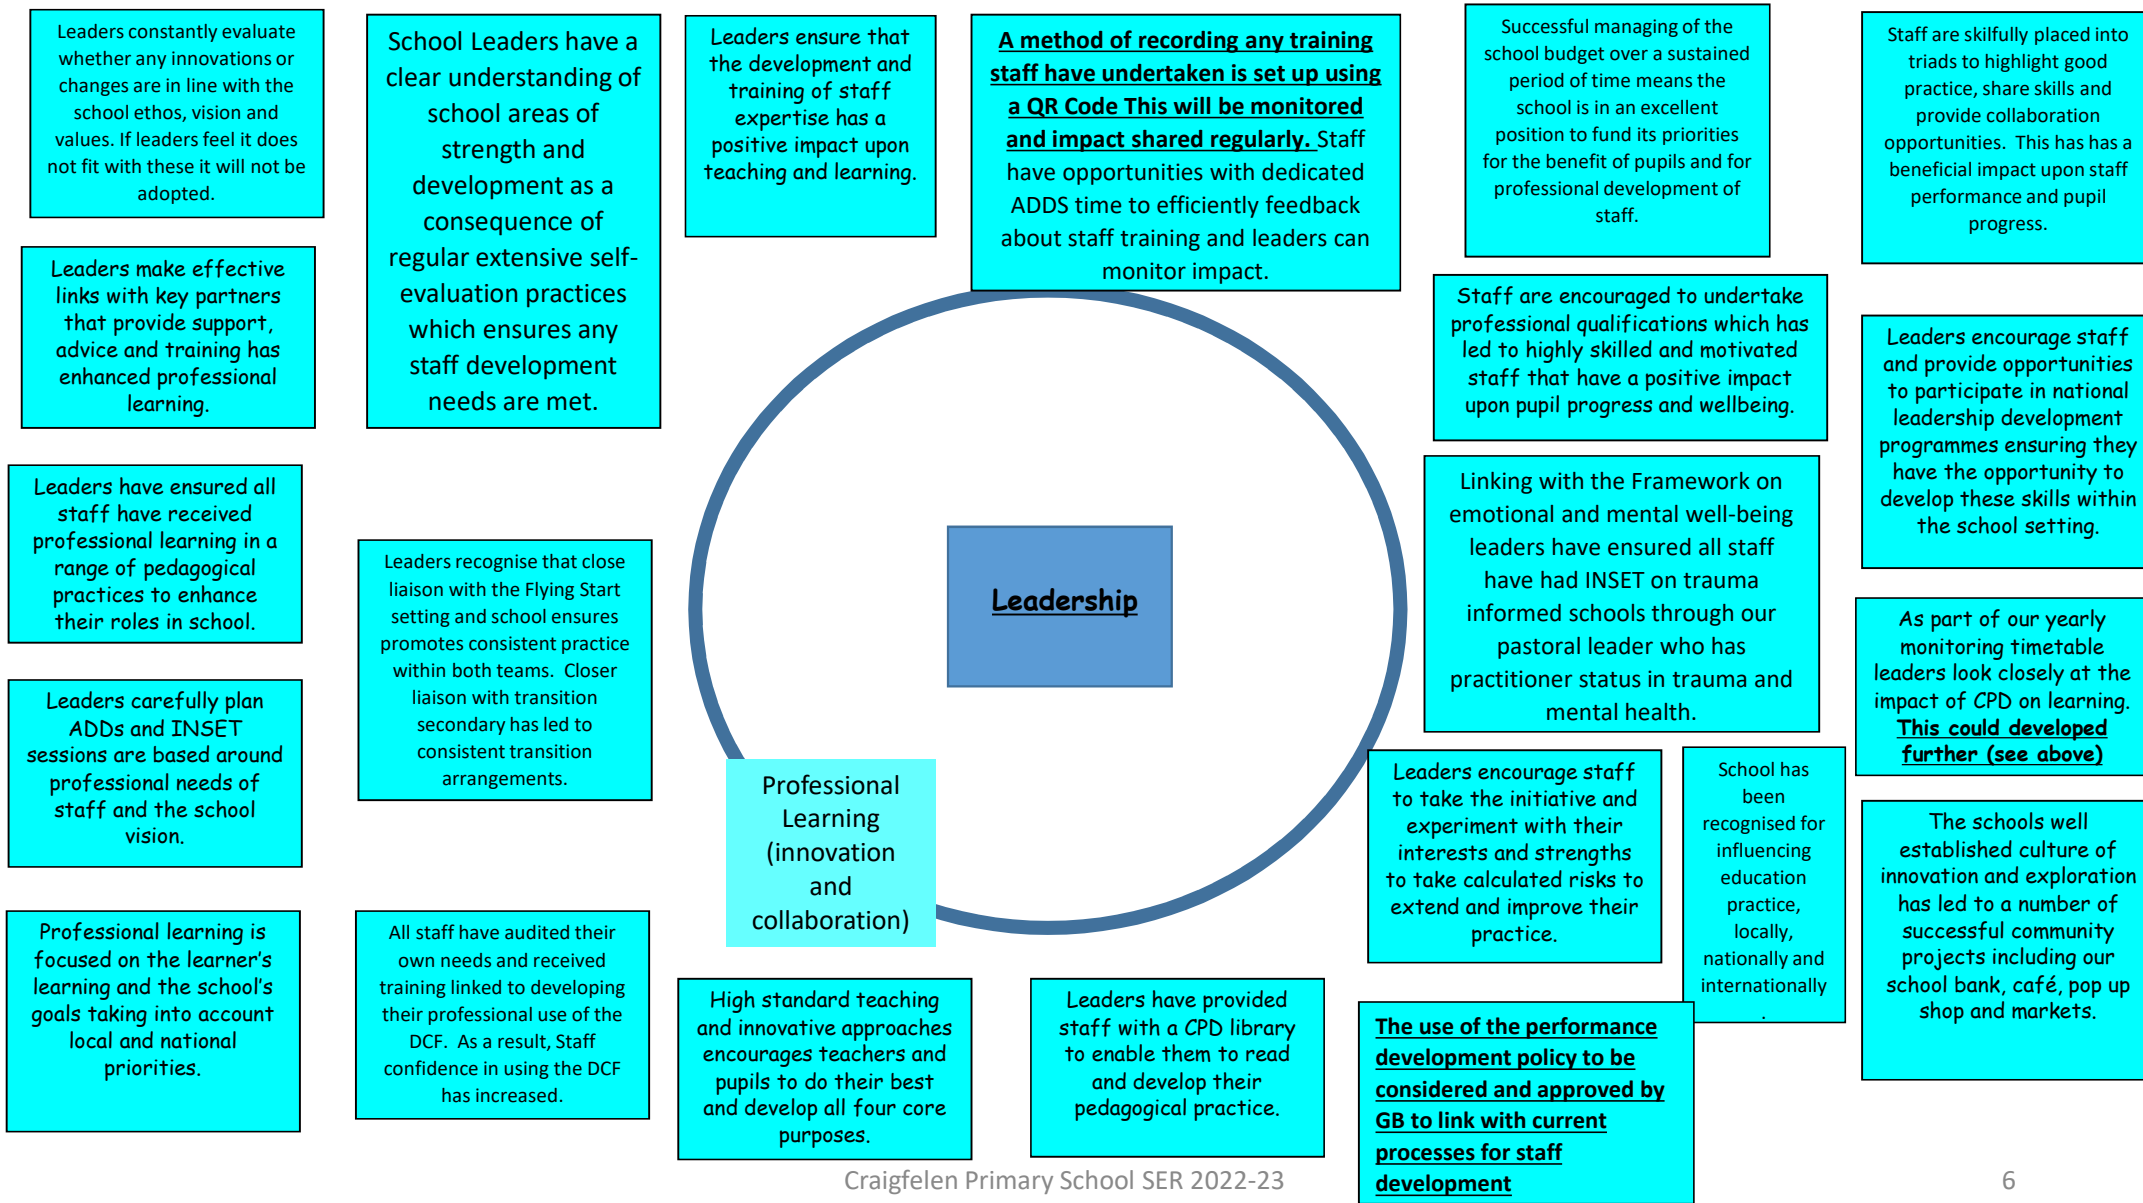 Leaders constantly evaluate
whether any innovations or
changes are in line with the
school ethos, vision and
values. If leaders feel it does
not fit with these it will not be
adopted.
School Leaders have a
clear understanding of
school areas of
strength and
development as a
consequence of
regular extensive self-
evaluation practices
which ensures any
staff development
needs are met.
Leaders ensure that
the development and
training of staff
expertise has a
positive impact upon
teaching and learning.
A method of recording any training
staff have undertaken is set up using
a QR Code This will be monitored
and impact shared regularly. Staff
have opportunities with dedicated
ADDS time to efficiently feedback
about staff training and leaders can
monitor impact.
Successful managing of the
school budget over a sustained
period of time means the
school is in an excellent
position to fund its priorities
for the benefit of pupils and for
professional development of
staff.
Staff are skilfully placed into
triads to highlight good
practice, share skills and
provide collaboration
opportunities. This has has a
beneficial impact upon staff
performance and pupil
progress.
Leaders make effective
links with key partners
that provide support,
advice and training has
enhanced professional
learning.
Staff are encouraged to undertake
professional qualifications which has
led to highly skilled and motivated
staff that have a positive impact
upon pupil progress and wellbeing.
Leaders encourage staff
and provide opportunities
to participate in national
leadership development
programmes ensuring they
have the opportunity to
develop these skills within
the school setting.
Leaders have ensured all
staff have received
professional learning in a
range of pedagogical
practices to enhance
their roles in school.
Leaders recognise that close
liaison with the Flying Start
setting and school ensures
promotes consistent practice
within both teams. Closer
liaison with transition
secondary has led to
consistent transition
arrangements.
Leadership
Linking with the Framework on
emotional and mental well-being
leaders have ensured all staff
have had INSET on trauma
informed schools through our
pastoral leader who has
practitioner status in trauma and
mental health.
As part of our yearly
monitoring timetable
leaders look closely at the
impact of CPD on learning.
This could developed
further (see above)
Leaders carefully plan
ADDs and INSET
sessions are based around
professional needs of
staff and the school
vision.
Professional
Learning
(innovation
and
collaboration)
Leaders encourage staff
to take the initiative and
experiment with their
interests and strengths
to take calculated risks to
extend and improve their
practice.
School has
been
recognised for
influencing
education
practice,
locally,
nationally and
internationally
.
The schools well
established culture of
innovation and exploration
has led to a number of
successful community
projects including our
school bank, café, pop up
shop and markets.
Professional learning is
focused on the learner’s
learning and the school’s
goals taking into account
local and national
priorities.
All staff have audited their
own needs and received
training linked to developing
their professional use of the
DCF. As a result, Staff
confidence in using the DCF
has increased.
High standard teaching
and innovative approaches
encourages teachers and
pupils to do their best
and develop all four core
purposes.
Leaders have provided
staff with a CPD library
to enable them to read
and develop their
pedagogical practice.
The use of the performance
development policy to be
considered and approved by
GB to link with current
processes for staff
development
Craigfelen Primary School SER 2022-23
6